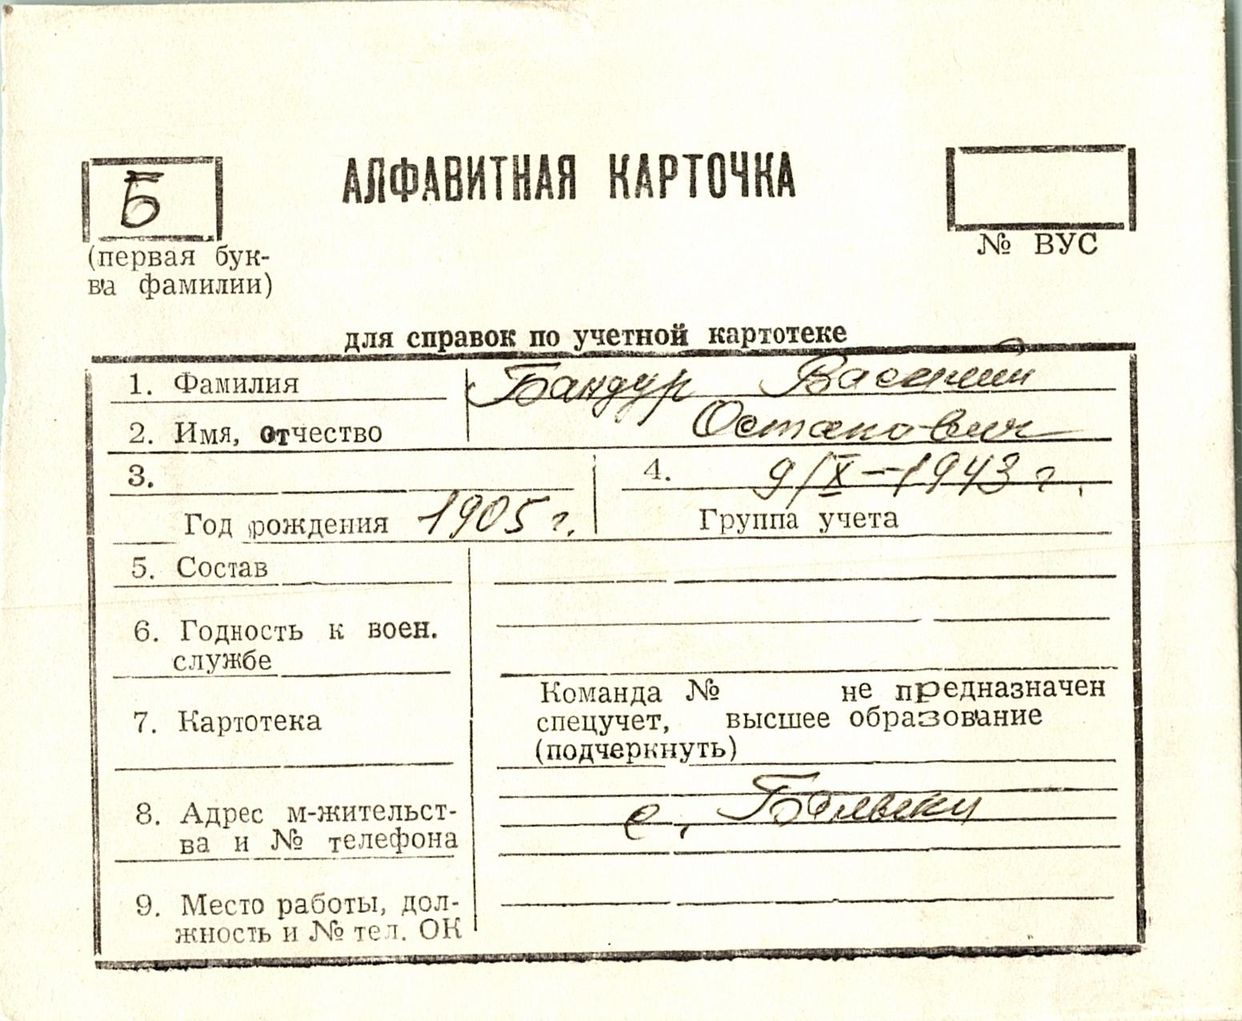 Б
АЛФАВИТНАЯ КАРТОЧКА
(первая бук-
ва фамилии)
№ ВУС
для справок по учетной картотеке
1. Фамилия Бандур Василий
2. Имя, отчество Остапович
3.
4. 9/IX-1943 г.
Год рождения 1905 г.
Группа учета
5. Состав
6. Годность к воен.
службе
7. Картотека
Команда № не предназначен
спецучет, высшее образование
(подчеркнуть)
8. Адрес м-жительст-
ва и № телефона
с.
9. Место работы, дол-
жность и № тел. ОК